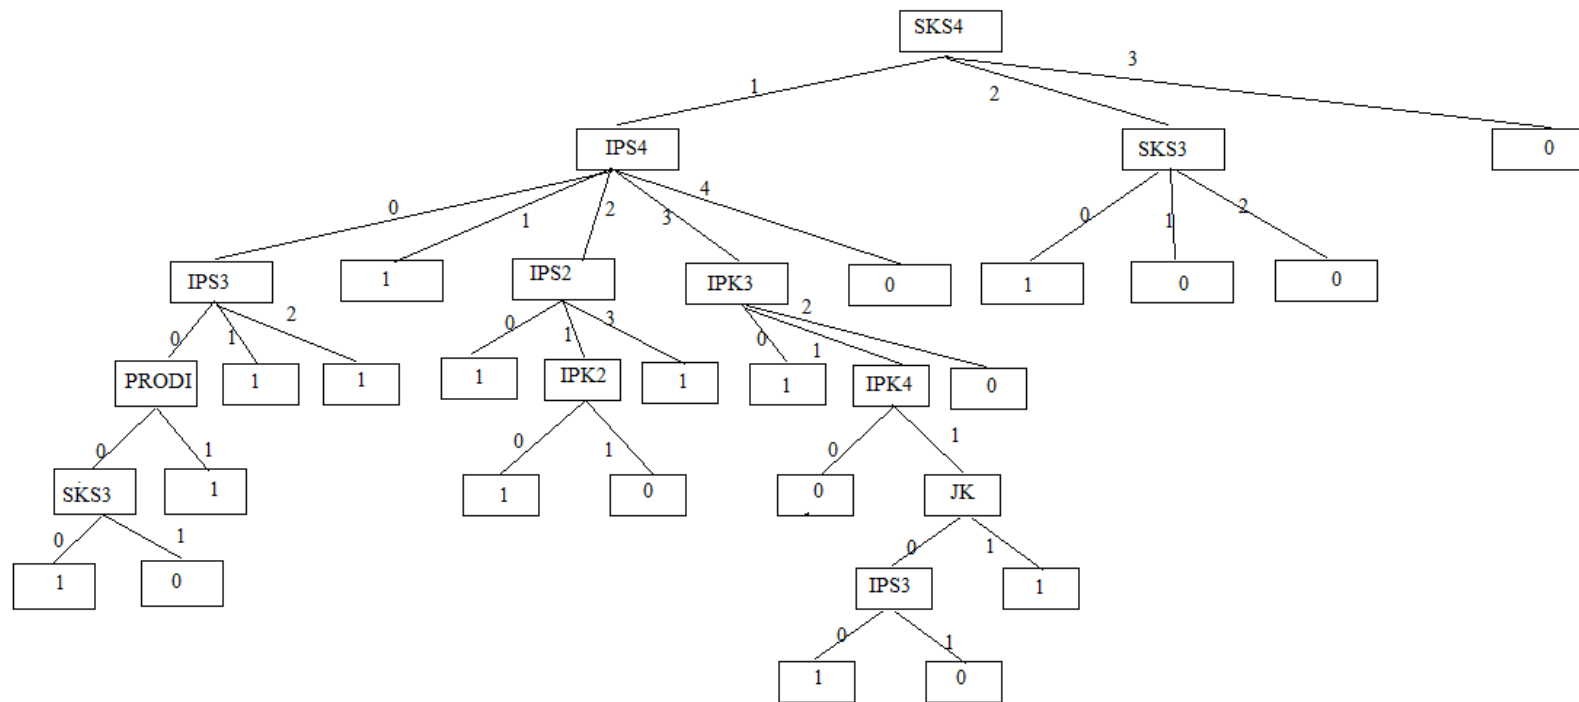 SKS4
1 2 3
IPS4 SKS3 0
0 1 2 3 4 0 1 2
IPS3 1 IPS2 IPK3 0 1 0 0
0 1 2 0 1 3 0 1 2
PRODI 1 1 1 IPK2 1 1 IPK4 0
0 1 0 1 0 1
SKS3 1 1 0 0 JK
0 1 0 1
1 0 IPS3 1
0 1
1 0